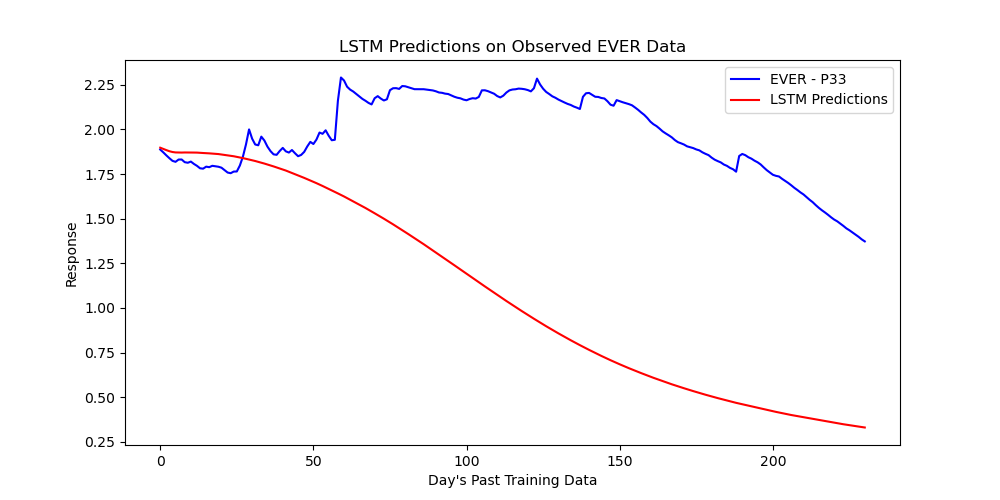 LSTM Predictions on Observed EVER Data
EVER - P33
LSTM Predictions
Response
2.25
2.00
1.75
1.50
1.25
1.00
0.75
0.50
0.25
0
50
100
150
200
Day's Past Training Data